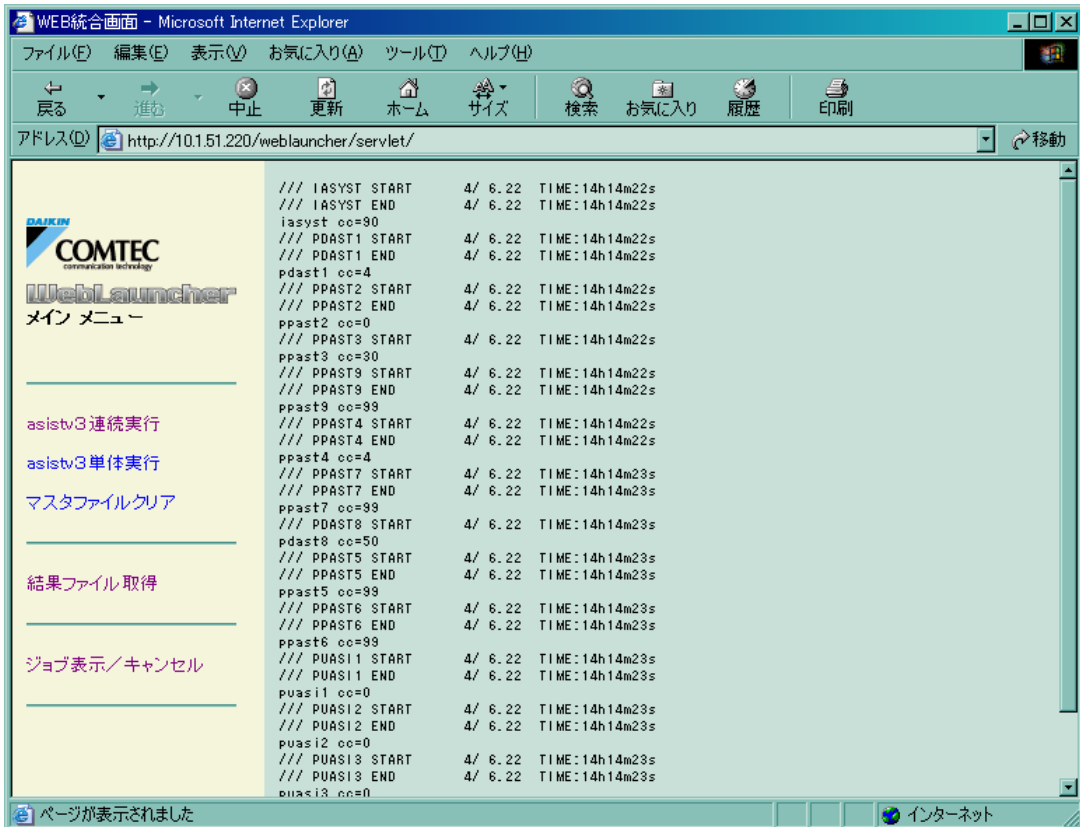 WEB統合画面 - Microsoft Internet Explorer
ファイル(F) 編集(E) 表示(V) お気に入り(A) ツール(T) ヘルプ(H)
戻る 進む 中止 更新 ホーム サイズ 検索 お気に入り 履歴 印刷
アドレス(D) http://10.1.51.220/weblauncher/servlet/ 移動
DAIKIN
COMTEC
communication technology
WebLauncher
メイン メニュー
asistv3連続実行
asistv3単体実行
マスタファイルクリア
結果ファイル取得
ジョブ表示／キャンセル
/// IASYST START 4/ 6.22 TIME:14h14m22s
/// IASYST END 4/ 6.22 TIME:14h14m22s
iasyst cc=90
/// PDAST1 START 4/ 6.22 TIME:14h14m22s
/// PDAST1 END 4/ 6.22 TIME:14h14m22s
pdast1 cc=4
/// PPAST2 START 4/ 6.22 TIME:14h14m22s
/// PPAST2 END 4/ 6.22 TIME:14h14m22s
ppast2 cc=0
/// PPAST3 START 4/ 6.22 TIME:14h14m22s
ppast3 cc=30
/// PPAST9 START 4/ 6.22 TIME:14h14m22s
/// PPAST9 END 4/ 6.22 TIME:14h14m22s
ppast9 cc=99
/// PPAST4 START 4/ 6.22 TIME:14h14m22s
/// PPAST4 END 4/ 6.22 TIME:14h14m22s
ppast4 cc=4
/// PPAST7 START 4/ 6.22 TIME:14h14m23s
/// PPAST7 END 4/ 6.22 TIME:14h14m23s
ppast7 cc=99
/// PDAST8 START 4/ 6.22 TIME:14h14m23s
pdast8 cc=50
/// PPAST5 START 4/ 6.22 TIME:14h14m23s
/// PPAST5 END 4/ 6.22 TIME:14h14m23s
ppast5 cc=99
/// PPAST6 START 4/ 6.22 TIME:14h14m23s
/// PPAST6 END 4/ 6.22 TIME:14h14m23s
ppast6 cc=99
/// PUASI1 START 4/ 6.22 TIME:14h14m23s
/// PUASI1 END 4/ 6.22 TIME:14h14m23s
puasi1 cc=0
/// PUASI2 START 4/ 6.22 TIME:14h14m23s
/// PUASI2 END 4/ 6.22 TIME:14h14m23s
puasi2 cc=0
/// PUASI3 START 4/ 6.22 TIME:14h14m23s
/// PUASI3 END 4/ 6.22 TIME:14h14m23s
puasi3 cc=0
ページが表示されました インターネット